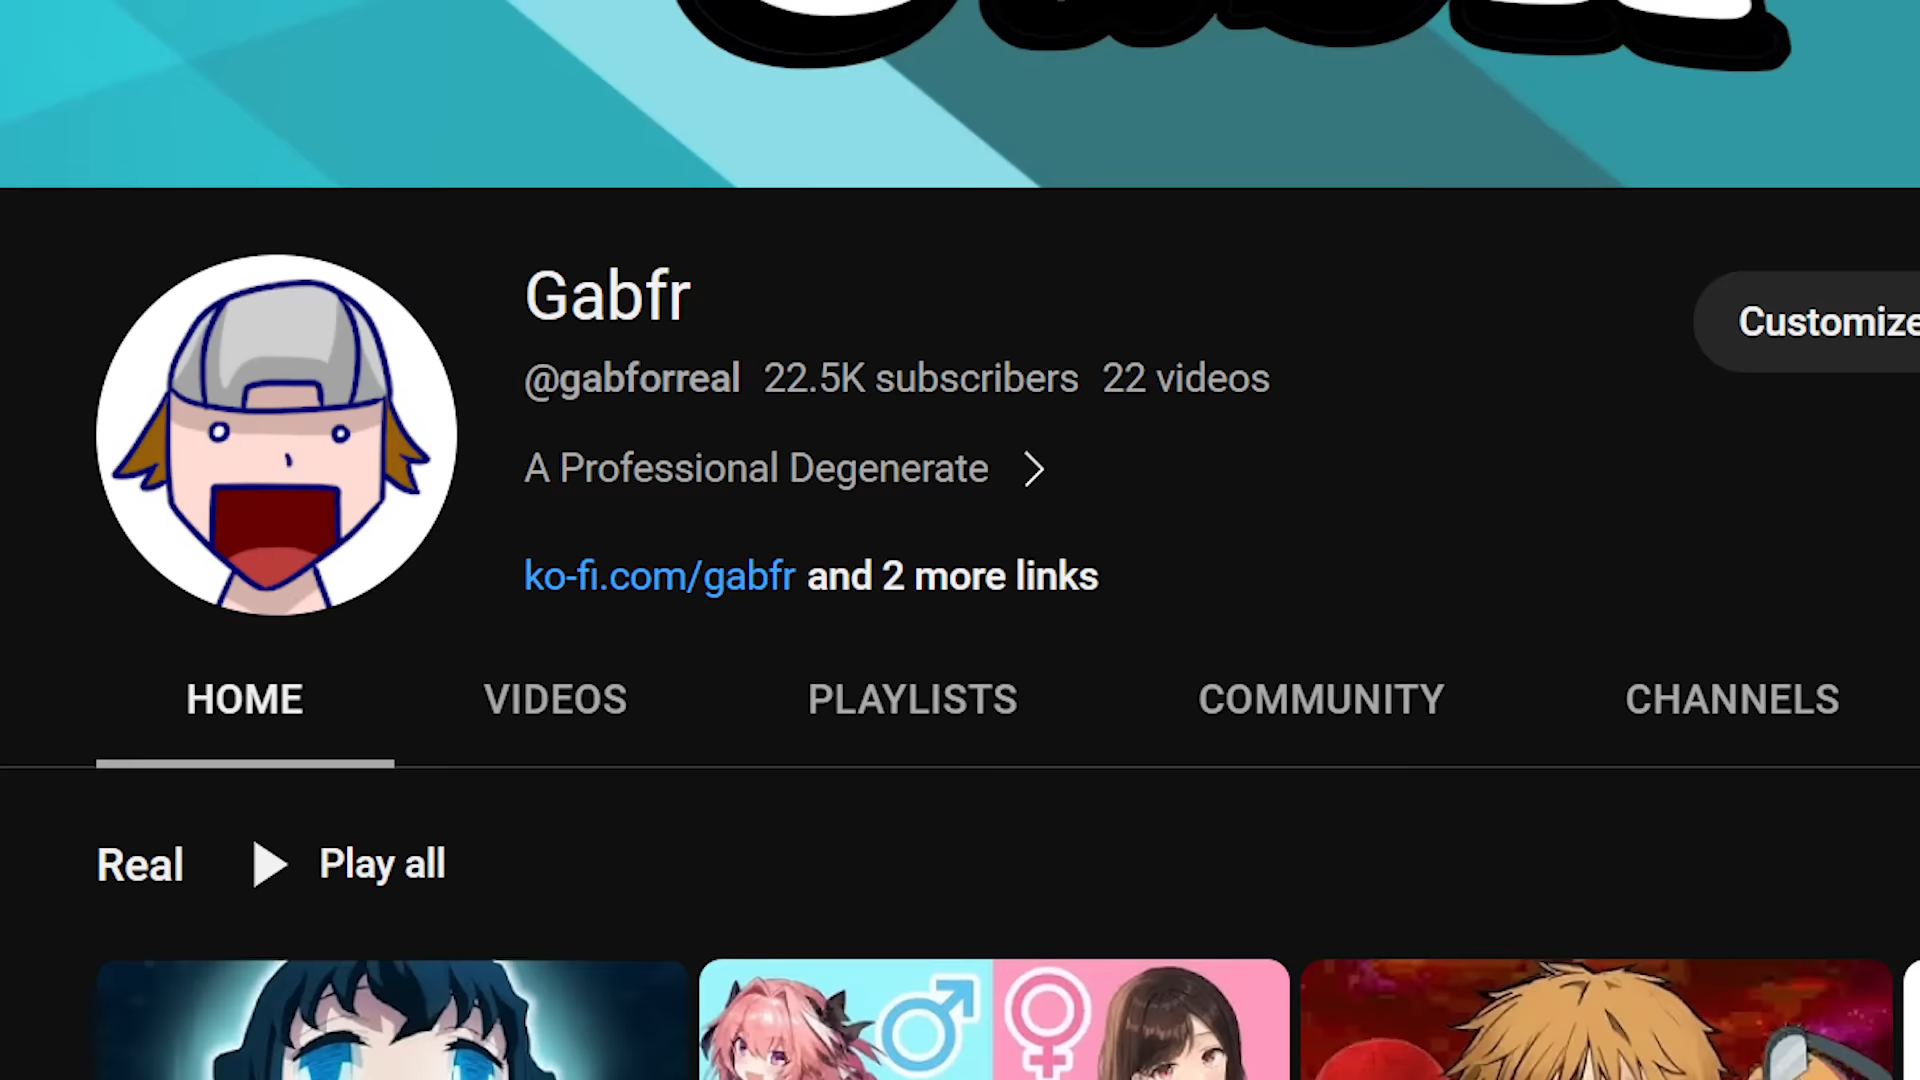 Gabfr
@gabforreal 22.5K subscribers 22 videos
Customize
A Professional Degenerate
ko-fi.com/gabfr and 2 more links
HOME VIDEOS PLAYLISTS COMMUNITY CHANNELS
Real Play all